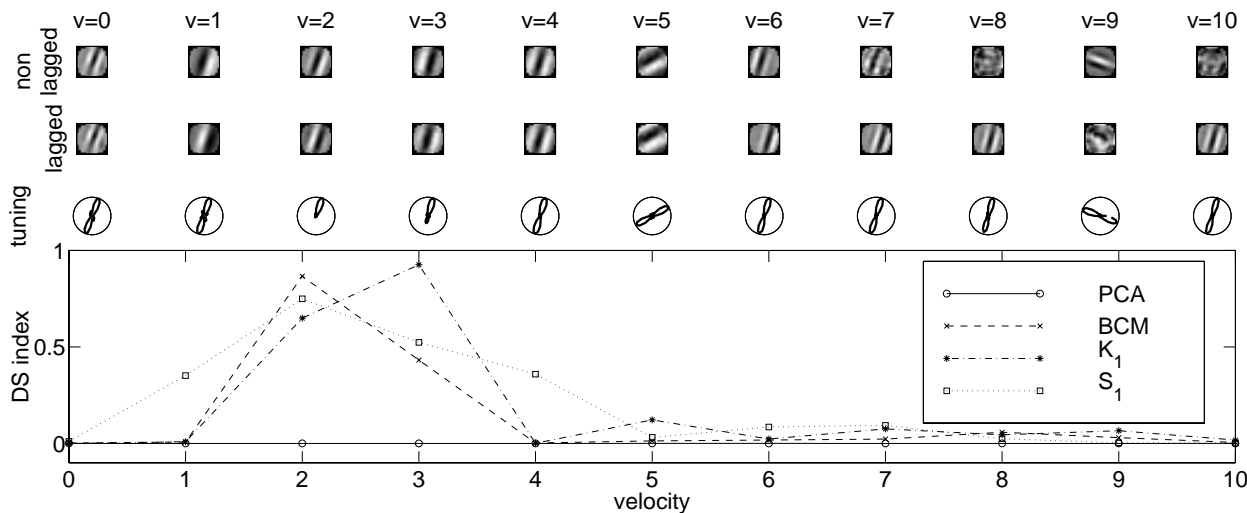 v=0 v=1 v=2 v=3 v=4 v=5 v=6 v=7 v=8 v=9 v=10
non
lagged
lagged
tuning
1
0.5
0
DS index
PCA
BCM
K1
S1
0 1 2 3 4 5 6 7 8 9 10
velocity